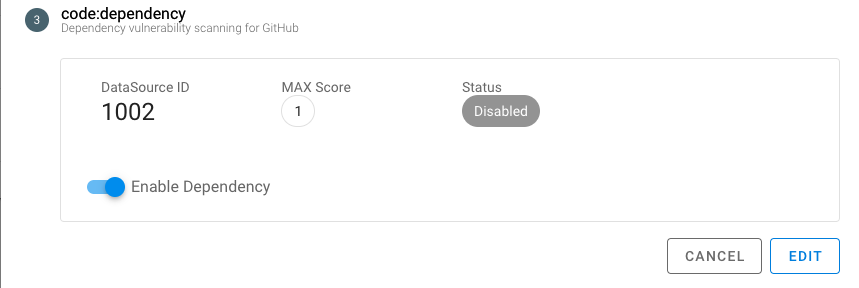 3
code:dependency
Dependency vulnerability scanning for GitHub
DataSource ID
MAX Score
Status
1002
1
Disabled
Enable Dependency
CANCEL
EDIT